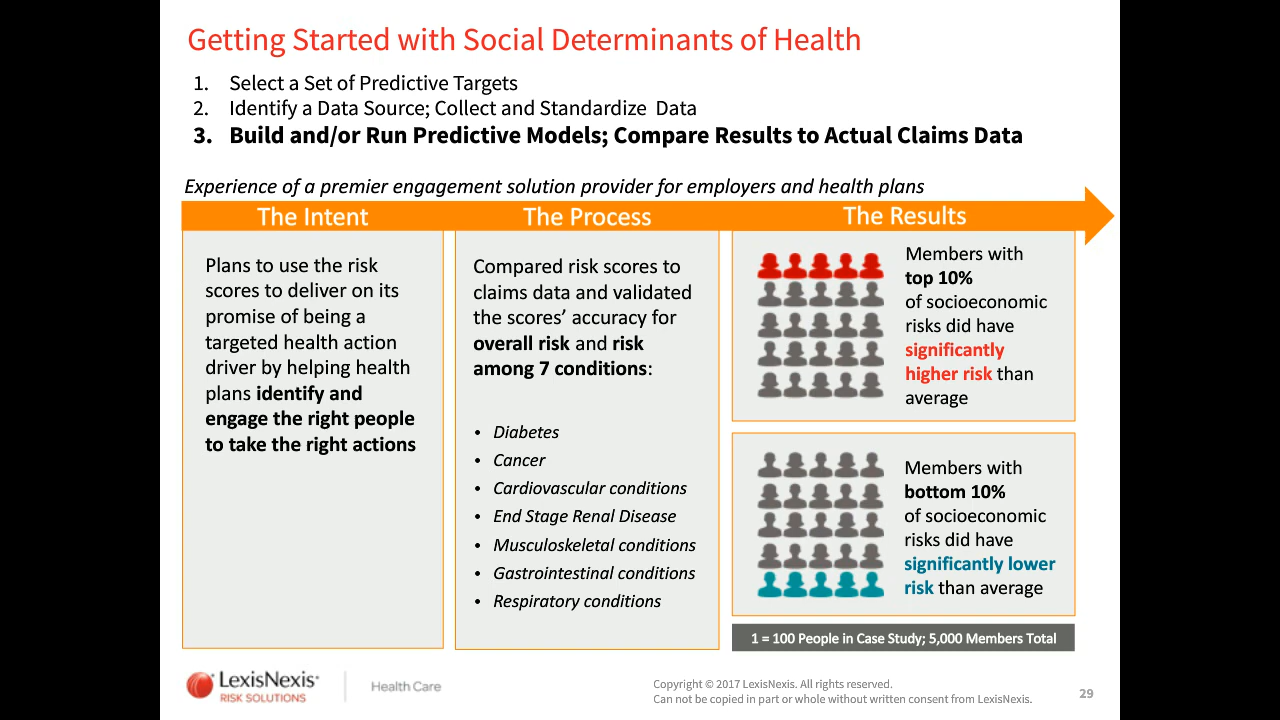 Getting Started with Social Determinants of Health
1. Select a Set of Predictive Targets
2. Identify a Data Source; Collect and Standardize Data
3. Build and/or Run Predictive Models; Compare Results to Actual Claims Data
Experience of a premier engagement solution provider for employers and health plans
The Intent
Plans to use the risk
scores to deliver on its
promise of being a
targeted health action
driver by helping health
plans identify and
engage the right people
to take the right actions
The Process
Compared risk scores to
claims data and validated
the scores’ accuracy for
overall risk and risk
among 7 conditions:
• Diabetes
• Cancer
• Cardiovascular conditions
• End Stage Renal Disease
• Musculoskeletal conditions
• Gastrointestinal conditions
• Respiratory conditions
The Results
Members with
top 10%
of socioeconomic
risks did have
significantly
higher risk than
average
Members with
bottom 10%
of socioeconomic
risks did have
significantly lower
risk than average
1 = 100 People in Case Study; 5,000 Members Total
LexisNexis®
RISK SOLUTIONS
Health Care
Copyright © 2017 LexisNexis. All rights reserved.
Can not be copied in part or whole without written consent from LexisNexis.
29